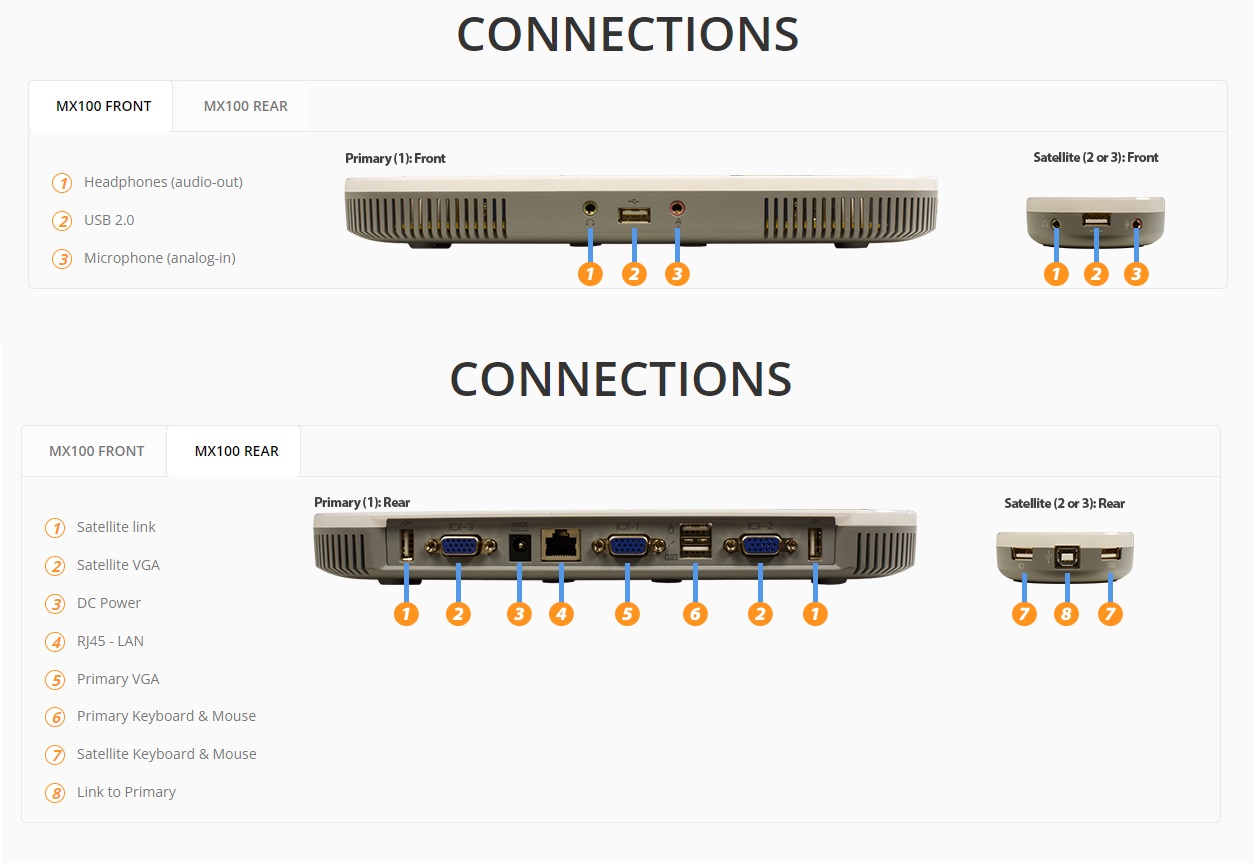 CONNECTIONS
MX100 FRONT
MX100 REAR
Primary (1): Front
Satellite (2 or 3): Front
1 Headphones (audio-out)
2 USB 2.0
3 Microphone (analog-in)
1 2 3
1 2 3
CONNECTIONS
MX100 FRONT
MX100 REAR
Primary (1): Rear
Satellite (2 or 3): Rear
1 Satellite link
2 Satellite VGA
3 DC Power
4 RJ45 - LAN
5 Primary VGA
6 Primary Keyboard & Mouse
7 Satellite Keyboard & Mouse
8 Link to Primary
1 2 3 4 5 6 2 1
7 8 7